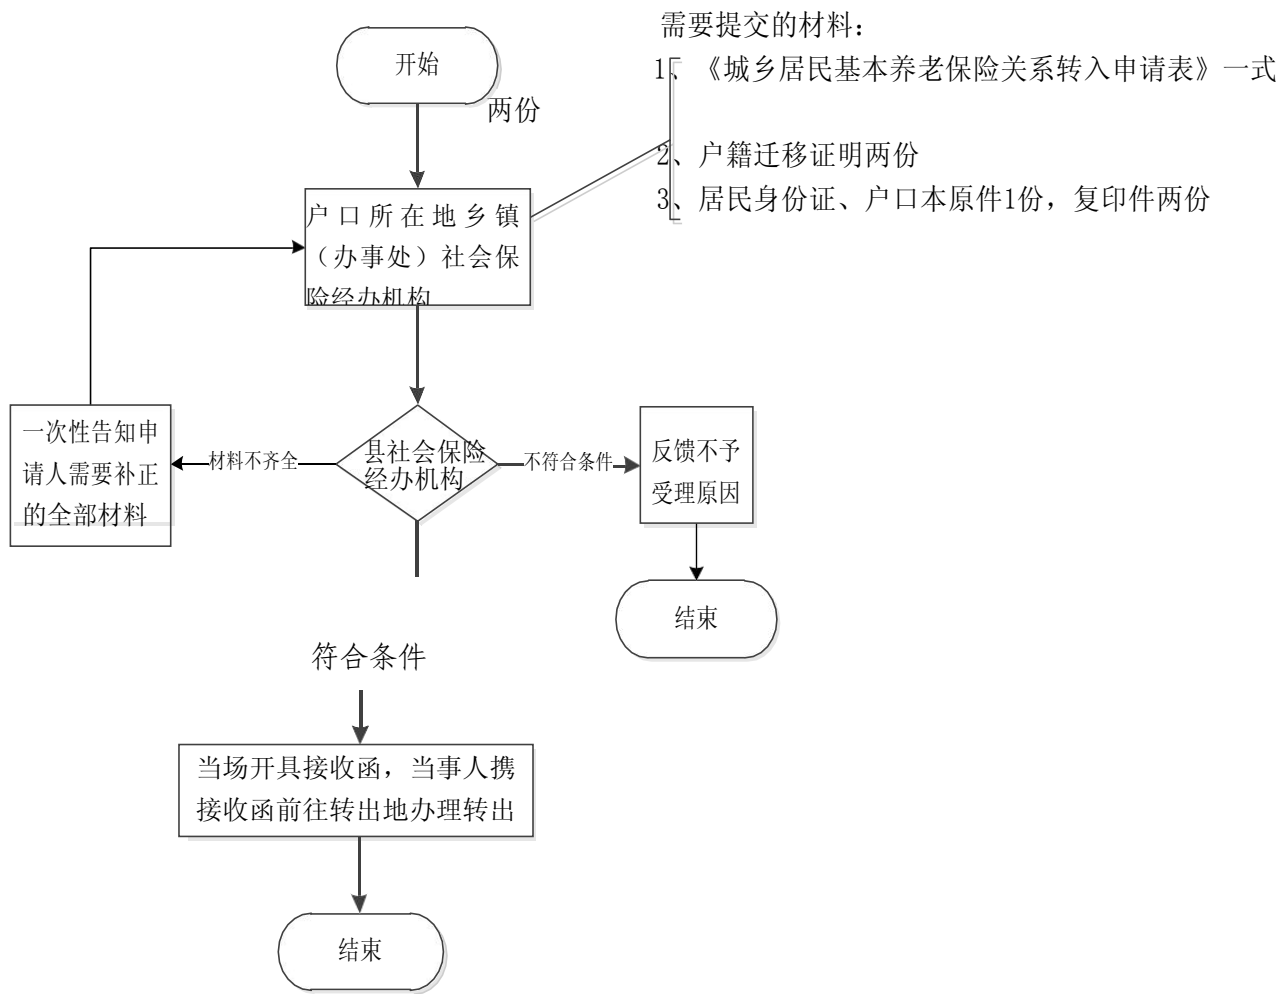 需要提交的材料：
开始
1、《城乡居民基本养老保险关系转入申请表》一式
两份
2、户籍迁移证明两份
3、居民身份证、户口本原件1份，复印件两份
户口所在地乡镇
（办事处）社会保
险经办机构
一次性告知申
请人需要补正
的全部材料
材料不齐全
县社会保险
经办机构
不符合条件
反馈不予
受理原因
结束
符合条件
当场开具接收函，当事人携
接收函前往转出地办理转出
结束